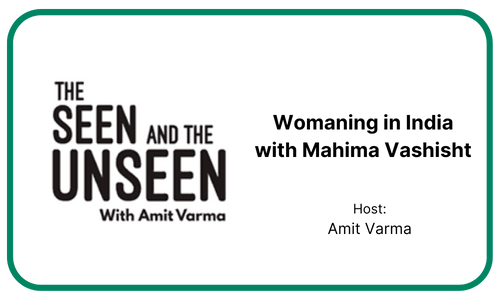 THE
SEEN AND THE
UNSEEN
With Amit Varma
Womaning in India
with Mahima Vashisht
Host:
Amit Varma